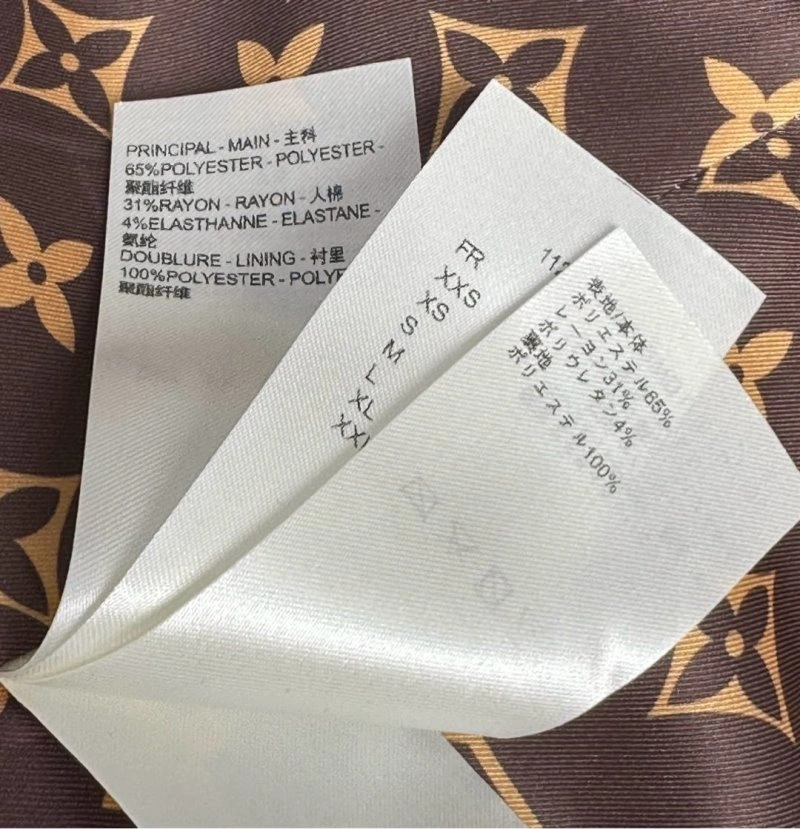 PRINCIPAL - MAIN - 主料
65%POLYESTER - POLYESTER -
聚酯纤维
31%RAYON - RAYON - 人棉
4%ELASTHANNE - ELASTANE -
氨纶
DOUBLURE - LINING - 衬里
100%POLYESTER -
聚酯纤维
FR
XXS
XS
S
M
L
XL
表地/本体
ポリエステル65%
レーヨン31%
ポリウレタン4%
裏地
ポリエステル100%